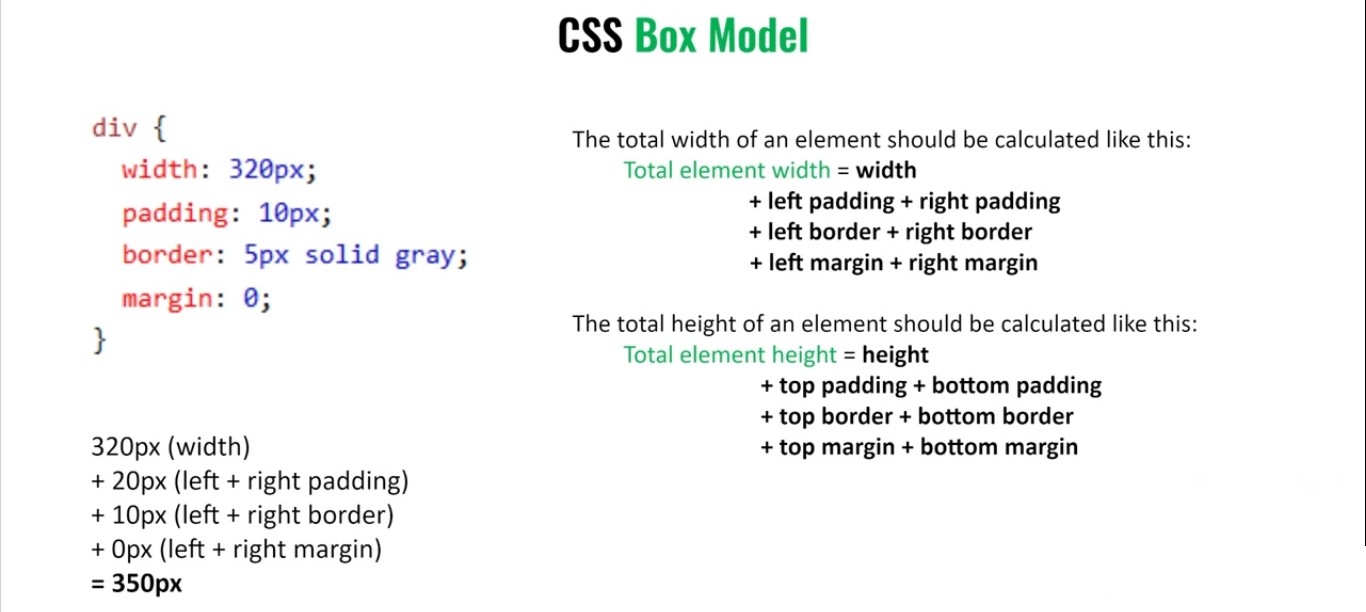 CSS Box Model
div {
width: 320px;
padding: 10px;
border: 5px solid gray;
margin: 0;
}
320px (width)
+ 20px (left + right padding)
+ 10px (left + right border)
+ 0px (left + right margin)
= 350px
The total width of an element should be calculated like this:
Total element width = width
+ left padding + right padding
+ left border + right border
+ left margin + right margin
The total height of an element should be calculated like this:
Total element height = height
+ top padding + bottom padding
+ top border + bottom border
+ top margin + bottom margin